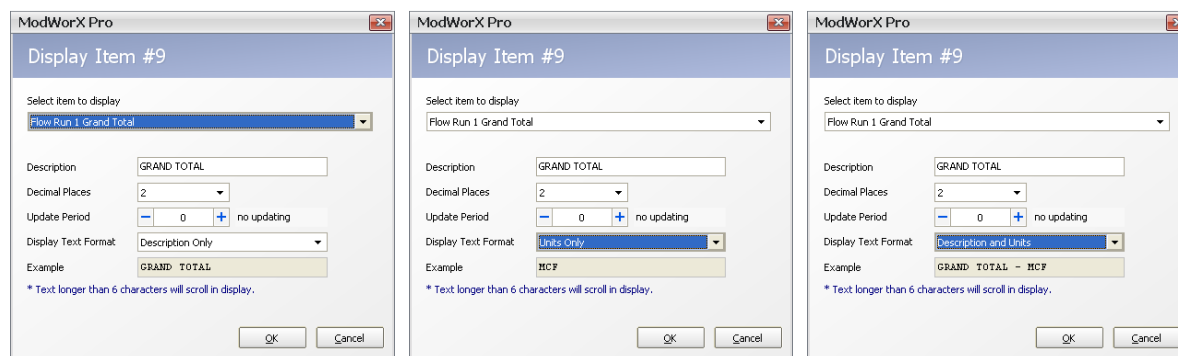 ModWorX Pro
Display Item #9
Select item to display
Flow Run 1 Grand Total
Description GRAND TOTAL
Decimal Places 2
Update Period − 0 + no updating
Display Text Format Description Only
Example GRAND TOTAL
* Text longer than 6 characters will scroll in display.
OK Cancel
ModWorX Pro
Display Item #9
Select item to display
Flow Run 1 Grand Total
Description GRAND TOTAL
Decimal Places 2
Update Period − 0 + no updating
Display Text Format Units Only
Example MCF
* Text longer than 6 characters will scroll in display.
OK Cancel
ModWorX Pro
Display Item #9
Select item to display
Flow Run 1 Grand Total
Description GRAND TOTAL
Decimal Places 2
Update Period − 0 + no updating
Display Text Format Description and Units
Example GRAND TOTAL - MCF
* Text longer than 6 characters will scroll in display.
OK Cancel